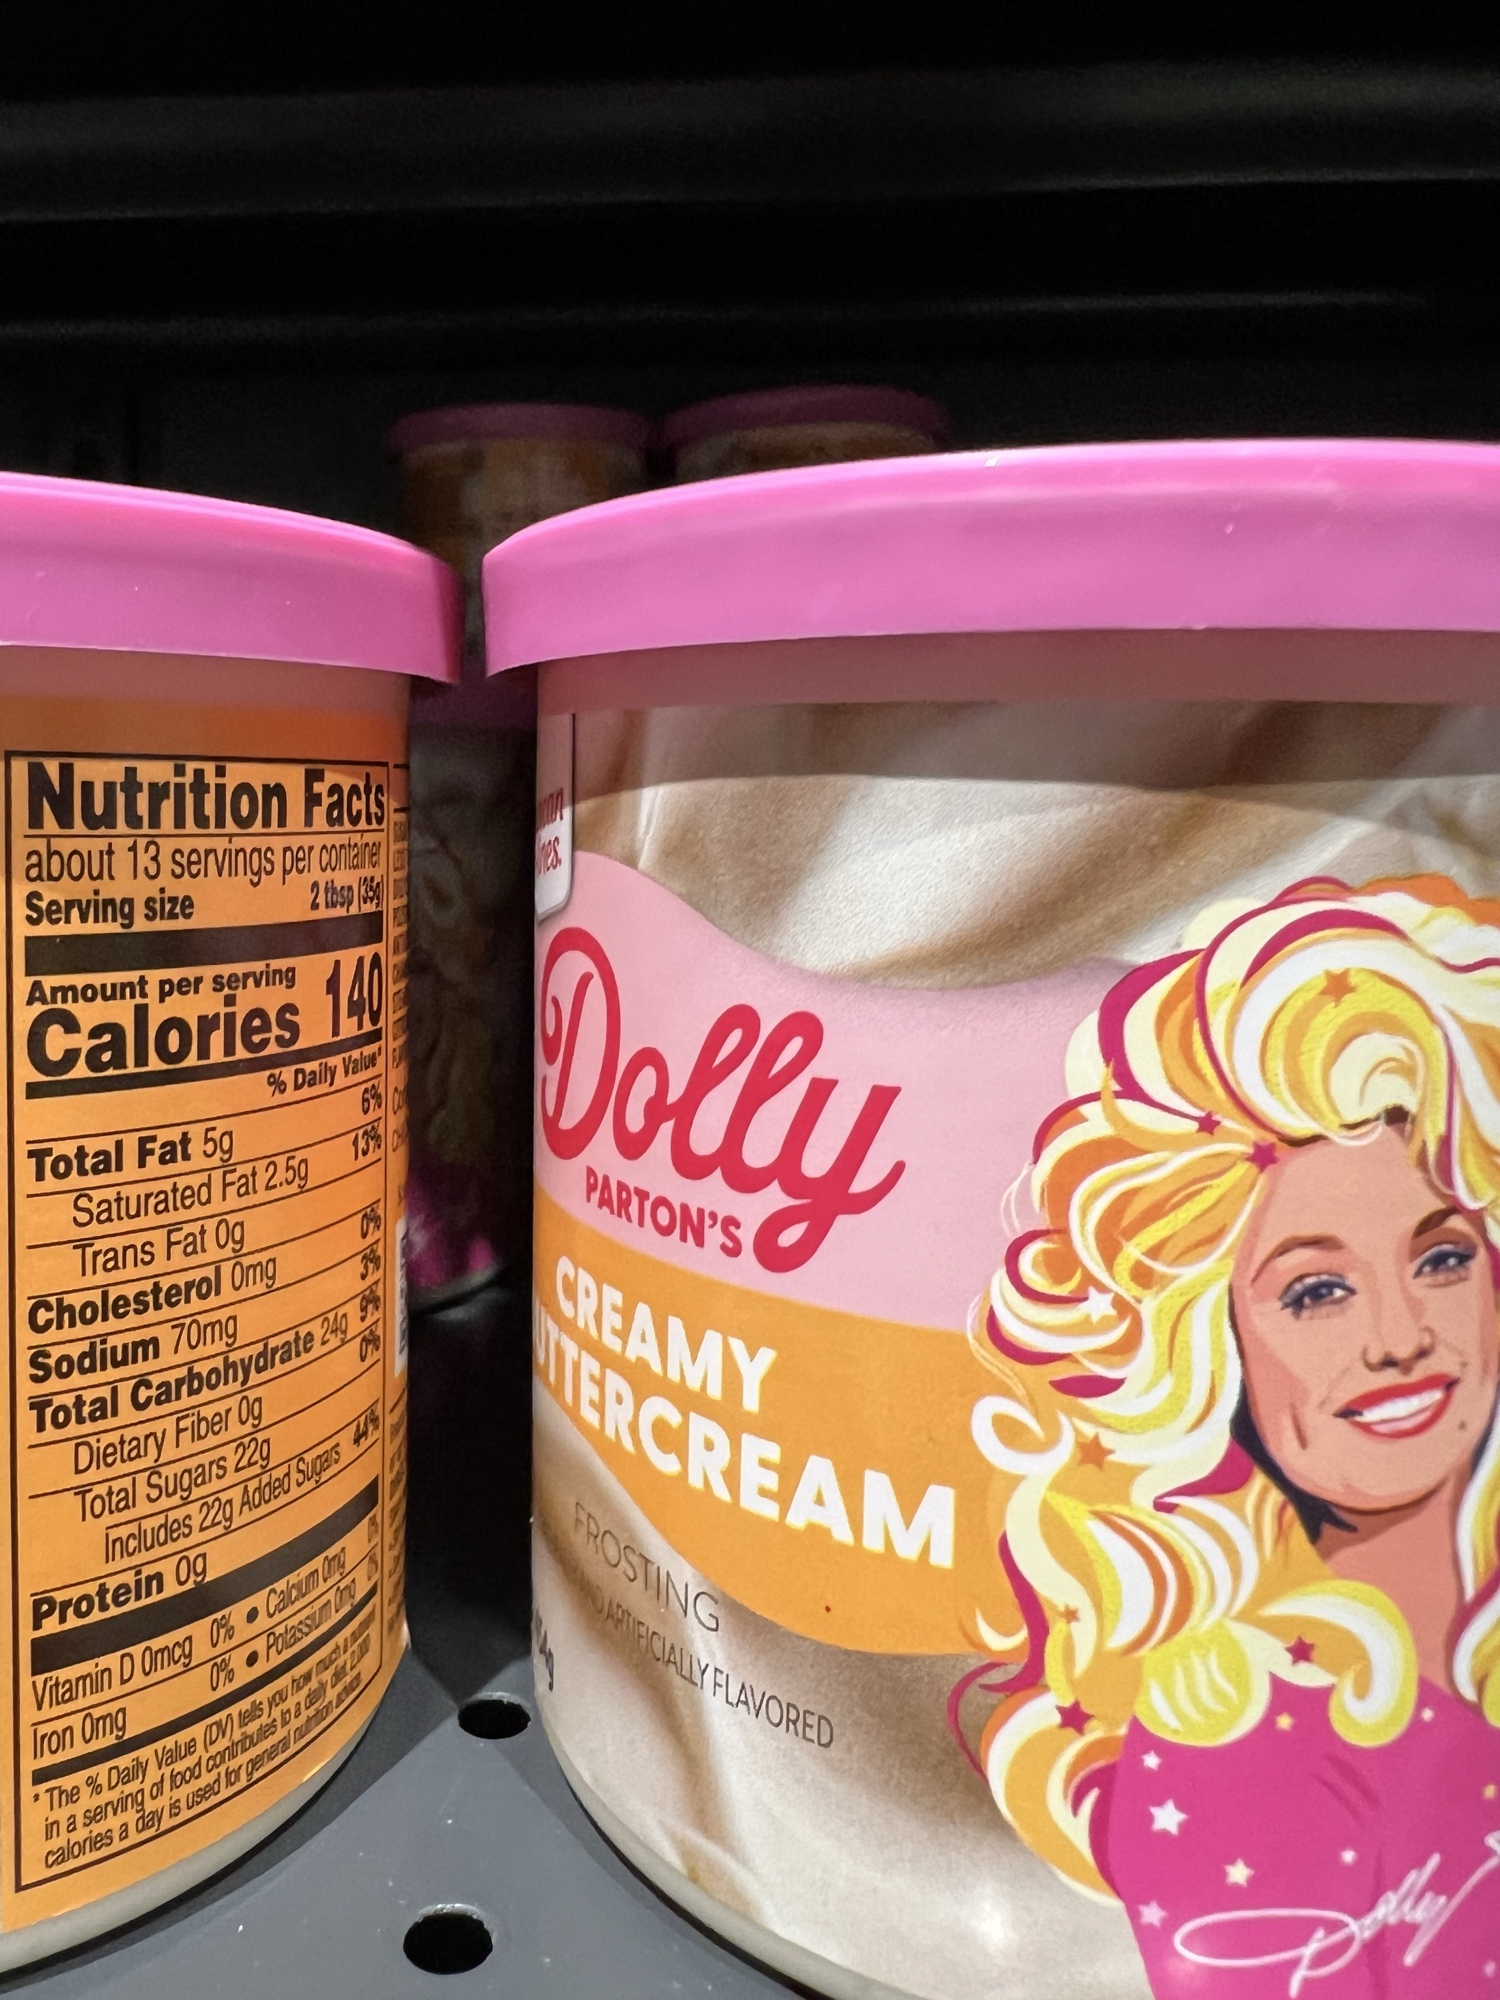 Nutrition Facts
about 13 servings per container
Serving size 2 tbsp (35g)
Amount per serving
Calories 140
% Daily Value*
Total Fat 5g 6%
Saturated Fat 2.5g 13%
Trans Fat 0g
Cholesterol 0mg 0%
Sodium 70mg 3%
Total Carbohydrate 24g 9%
Dietary Fiber 0g 0%
Total Sugars 22g
Includes 22g Added Sugars 44%
Protein 0g
Vitamin D 0mcg 0% • Calcium 0mg 0%
Iron 0mg 0% • Potassium 0mg 0%
* The % Daily Value (DV) tells you how much a nutrient
in a serving of food contributes to a daily diet. 2,000
calories a day is used for general nutrition advice.
Dolly
PARTON'S
CREAMY
UTTERCREAM
FROSTING
AND ARTIFICIALLY FLAVORED
Dolly